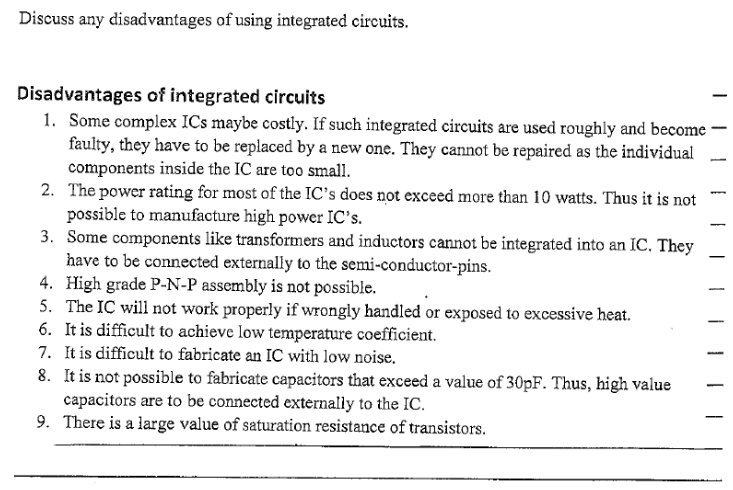 Discuss any disadvantages of using integrated circuits.
Disadvantages of integrated circuits
1. Some complex ICs maybe costly. If such integrated circuits are used roughly and become
faulty, they have to be replaced by a new one. They cannot be repaired as the individual
components inside the IC are too small.
2. The power rating for most of the IC's does not exceed more than 10 watts. Thus it is not
possible to manufacture high power IC's.
3. Some components like transformers and inductors cannot be integrated into an IC. They
have to be connected externally to the semi-conductor-pins.
4. High grade P-N-P assembly is not possible.
5. The IC will not work properly if wrongly handled or exposed to excessive heat.
6. It is difficult to achieve low temperature coefficient.
7. It is difficult to fabricate an IC with low noise.
8. It is not possible to fabricate capacitors that exceed a value of 30pF. Thus, high value
capacitors are to be connected externally to the IC.
9. There is a large value of saturation resistance of transistors.